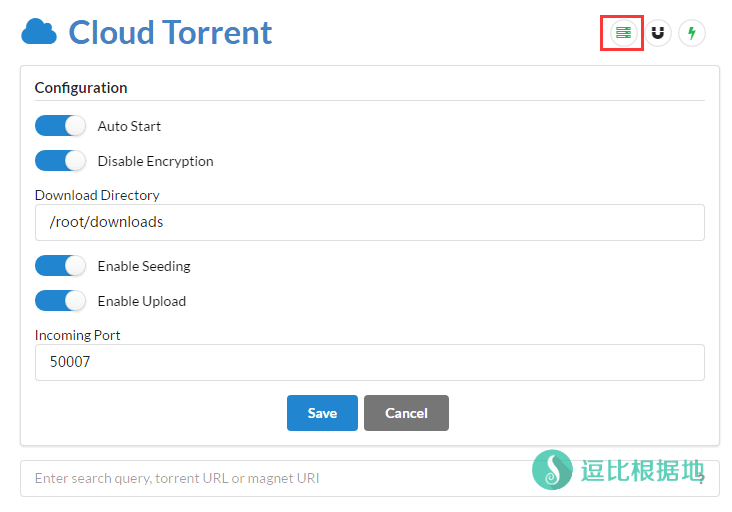 Cloud Torrent
Configuration
Auto Start
Disable Encryption
Download Directory
/root/downloads
Enable Seeding
Enable Upload
Incoming Port
50007
Save Cancel
Enter search query, torrent URL or magnet URI ?
逗比根据地